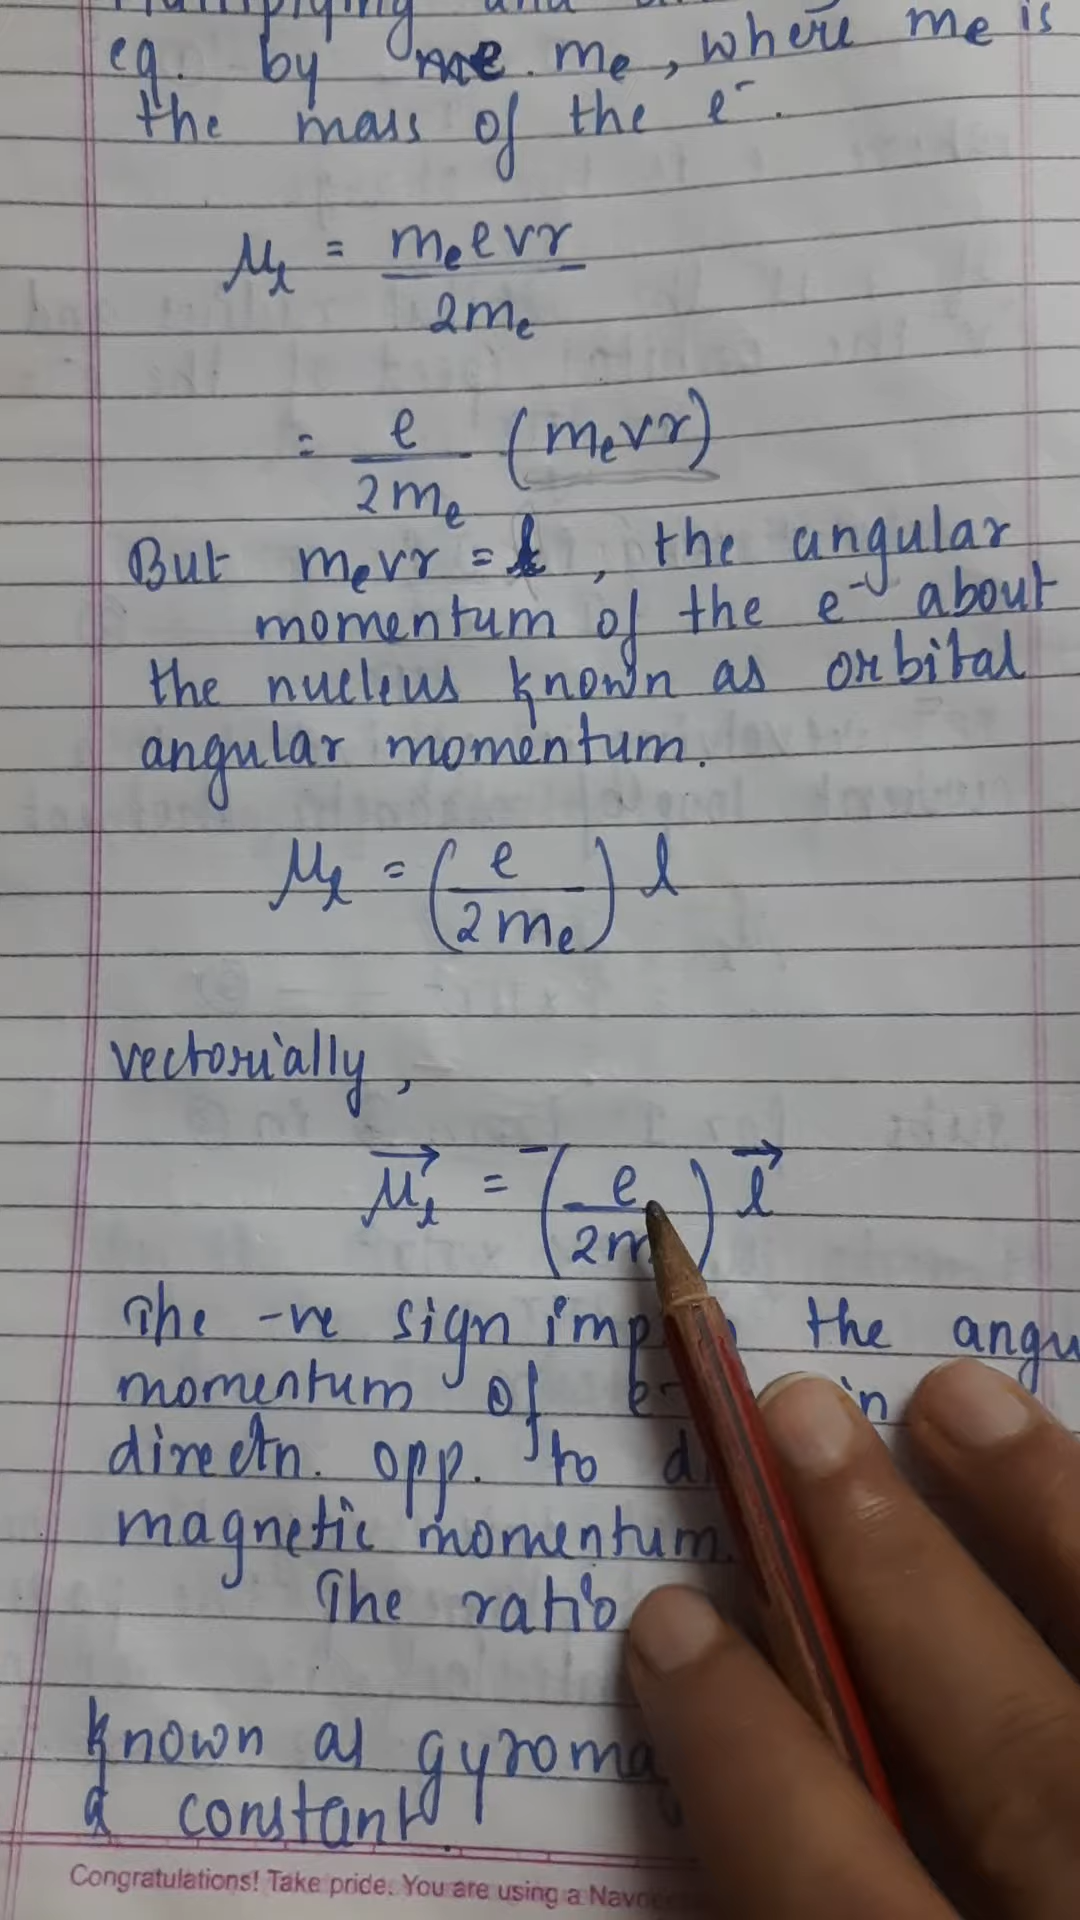 eq. by me, where me is
the mass of the e⁻.
μₗ = mₑevr
2mₑ
= e (mₑvr)
2mₑ
But mₑvr = l, the angular
momentum of the e⁻ about
the nucleus known as orbital
angular momentum.
μₗ = (e / 2mₑ) l
vectorially,
μₗ⃗ = -(e / 2m) l⃗
The -ve sign imp the angu
momentum of e⁻ in
directn. opp. to d
magnetic momentum.
The ratio
known as gyroma
a constant.
Congratulations! Take pride. You are using a Nav